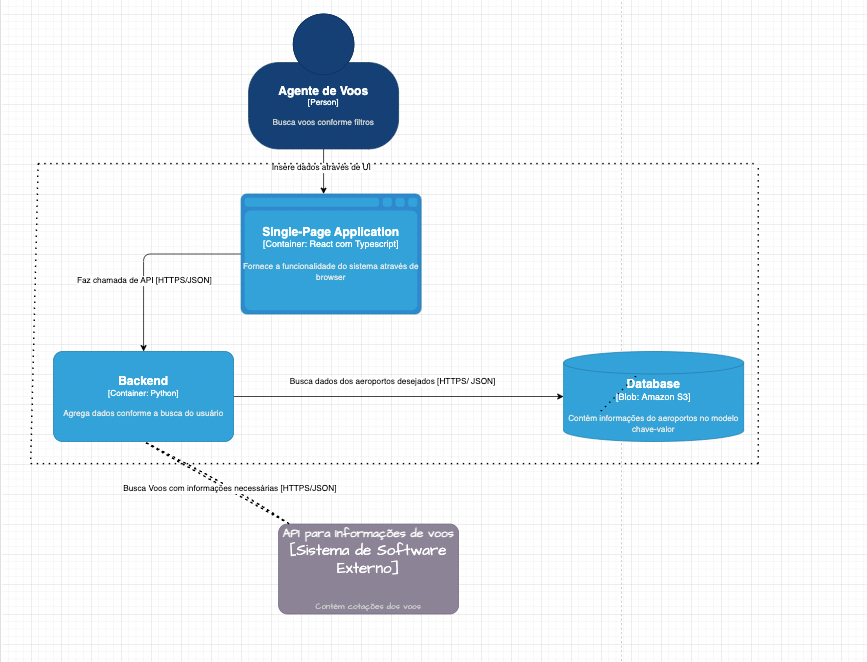 Agente de Voos
[Person]
Busca voos conforme filtros
Insere dados através de UI
Single-Page Application
[Container: React com Typescript]
Fornece a funcionalidade do sistema através de
browser
Faz chamada de API [HTTPS/JSON]
Backend
[Container: Python]
Agrega dados conforme a busca do usuário
Busca dados dos aeroportos desejados [HTTPS/ JSON]
Database
[Blob: Amazon S3]
Contém informações do aeroportos no modelo
chave-valor
Busca Voos com informações necessárias [HTTPS/JSON]
API para informações de voos
[Sistema de Software
Externo]
Contém cotações dos voos